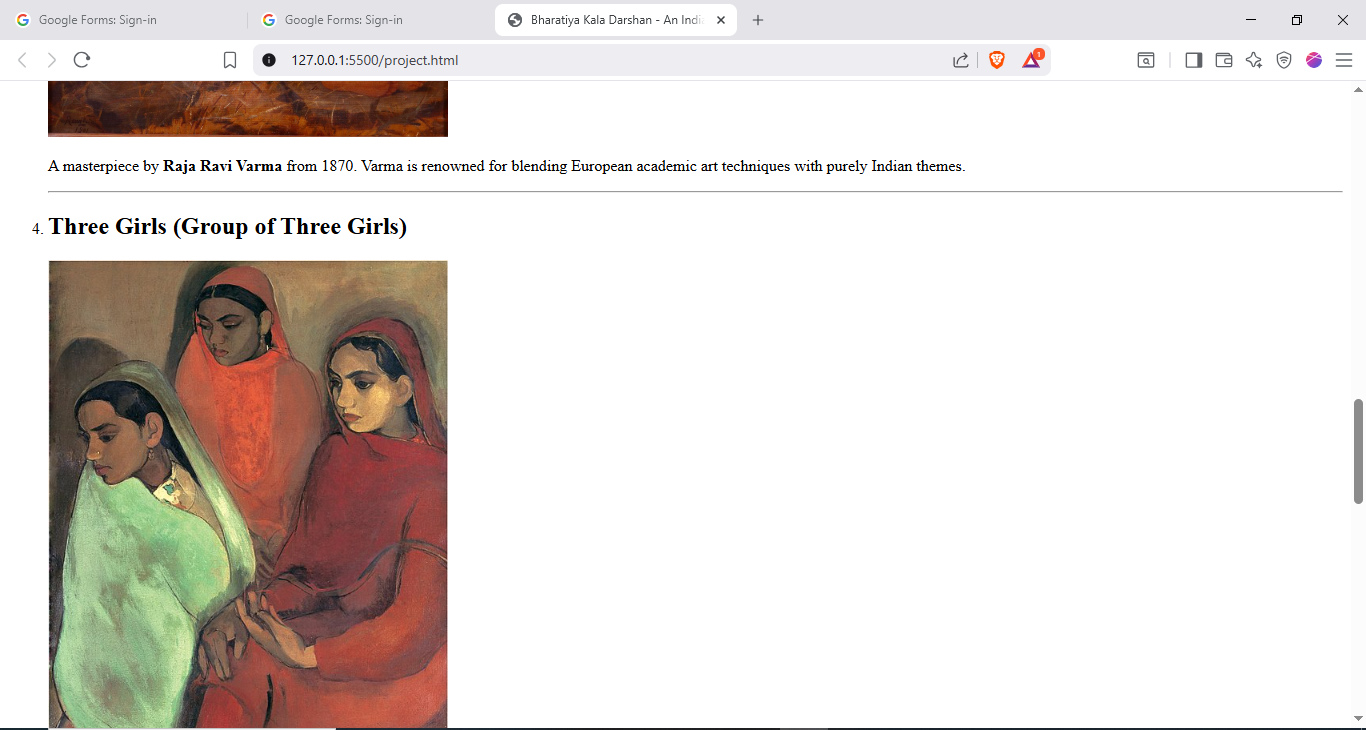 Google Forms: Sign-in
Google Forms: Sign-in
Bharatiya Kala Darshan - An Indi
127.0.0.1:5500/project.html
1
A masterpiece by Raja Ravi Varma from 1870. Varma is renowned for blending European academic art techniques with purely Indian themes.
4. Three Girls (Group of Three Girls)